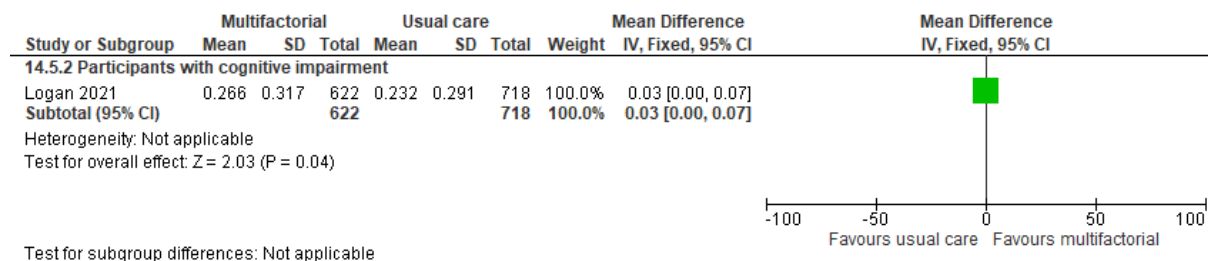 Multifactorial Usual care Mean Difference Mean Difference
Study or Subgroup Mean SD Total Mean SD Total Weight IV, Fixed, 95% CI IV, Fixed, 95% CI
14.5.2 Participants with cognitive impairment
Logan 2021 0.266 0.317 622 0.232 0.291 718 100.0% 0.03 [0.00, 0.07]
Subtotal (95% CI) 622 718 100.0% 0.03 [0.00, 0.07]
Heterogeneity: Not applicable
Test for overall effect: Z = 2.03 (P = 0.04)
-100 -50 0 50 100
Favours usual care Favours multifactorial
Test for subgroup differences: Not applicable